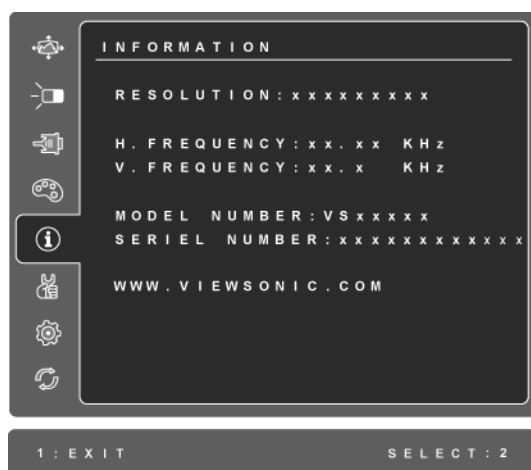 INFORMATION
RESOLUTION:xxxxxxxxx
H. FREQUENCY:xx.xx KHz
V. FREQUENCY:xx.x KHz
MODEL NUMBER:VSxxxxx
SERIEL NUMBER:xxxxxxxxxxxx
WWW.VIEWSONIC.COM
1:EXIT SELECT:2